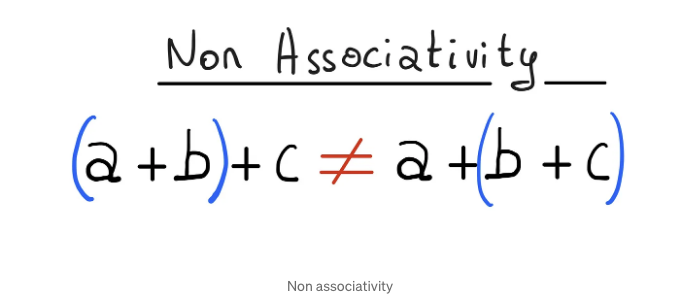 Non Associativity
(a + b) + c ≠ a + (b + c)
Non associativity